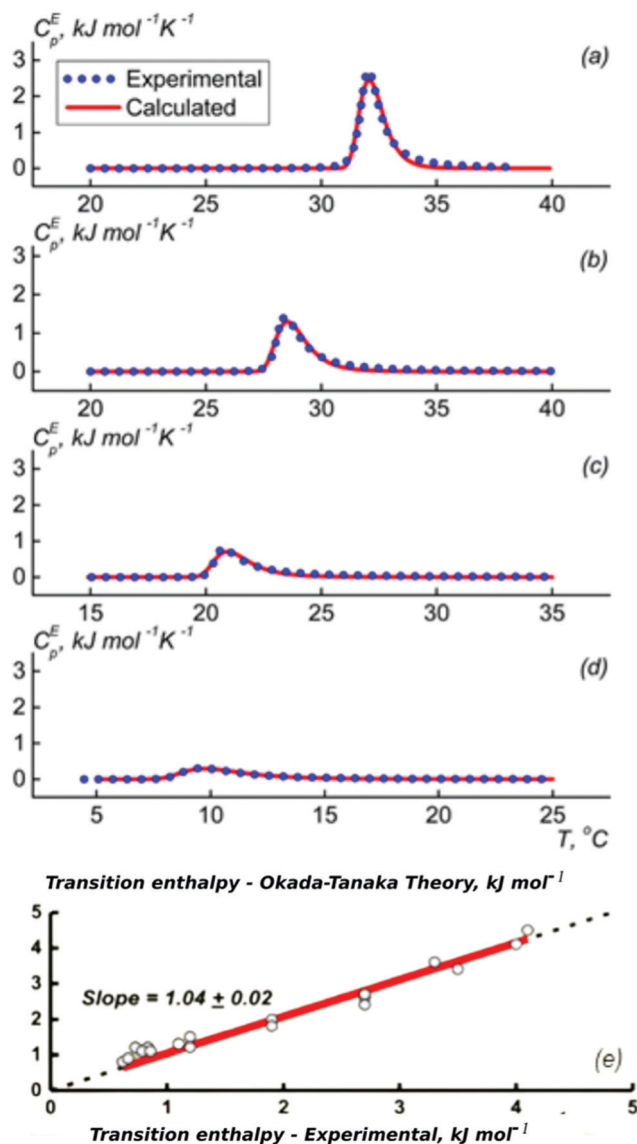 C_p^E, kJ mol⁻¹K⁻¹
(a)
Experimental
Calculated
3
2
1
0
20 25 30 35 40
C_p^E, kJ mol⁻¹K⁻¹
(b)
3
2
1
0
20 25 30 35 40
C_p^E, kJ mol⁻¹K⁻¹
(c)
3
2
1
0
15 20 25 30 35
C_p^E, kJ mol⁻¹K⁻¹
(d)
3
2
1
0
5 10 15 20 25
T, °C
Transition enthalpy - Okada-Tanaka Theory, kJ mol⁻¹
5
4
3
2
1
0
Slope = 1.04 ± 0.02
(e)
0 1 2 3 4 5
Transition enthalpy - Experimental, kJ mol⁻¹